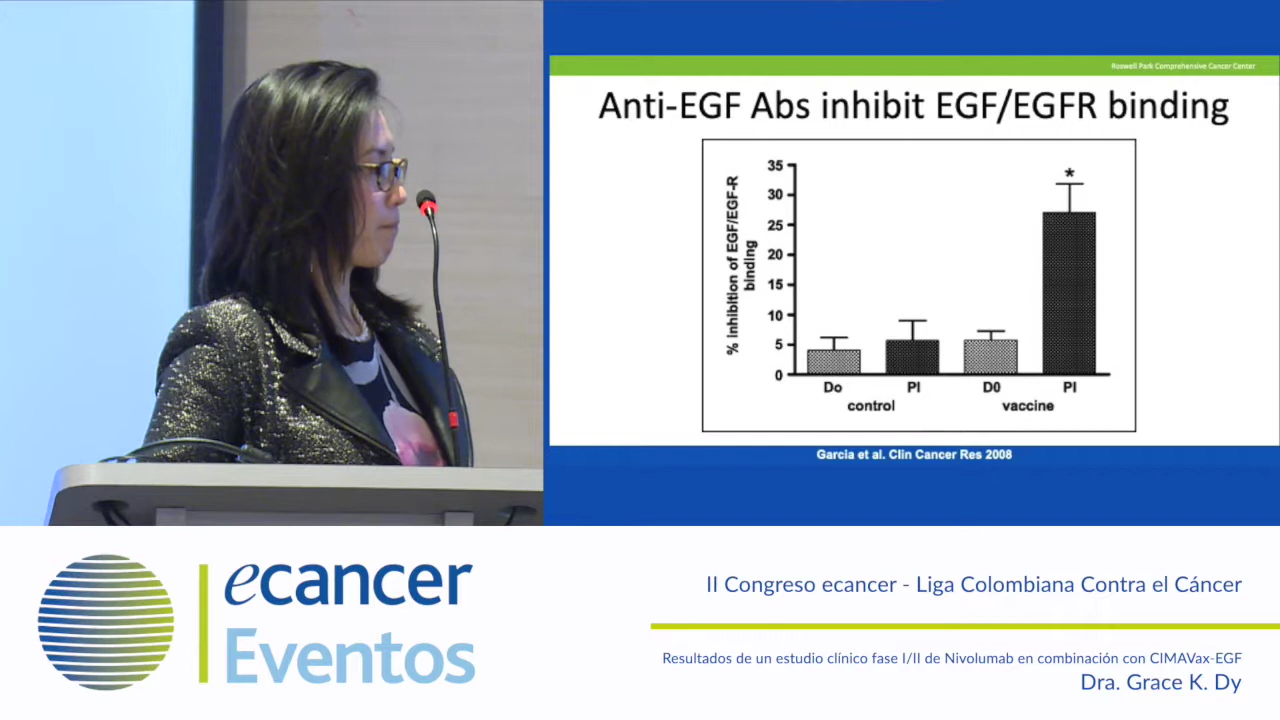 Roswell Park Comprehensive Cancer Center
Anti-EGF Abs inhibit EGF/EGFR binding
% inhibition of EGF/EGF-R
binding
35
30
25
20
15
10
5
0
*
Do
PI
D0
PI
control
vaccine
Garcia et al. Clin Cancer Res 2008
ecancer
Eventos
II Congreso ecancer - Liga Colombiana Contra el Cáncer
Resultados de un estudio clínico fase I/II de Nivolumab en combinación con CIMAVax-EGF
Dra. Grace K. Dy